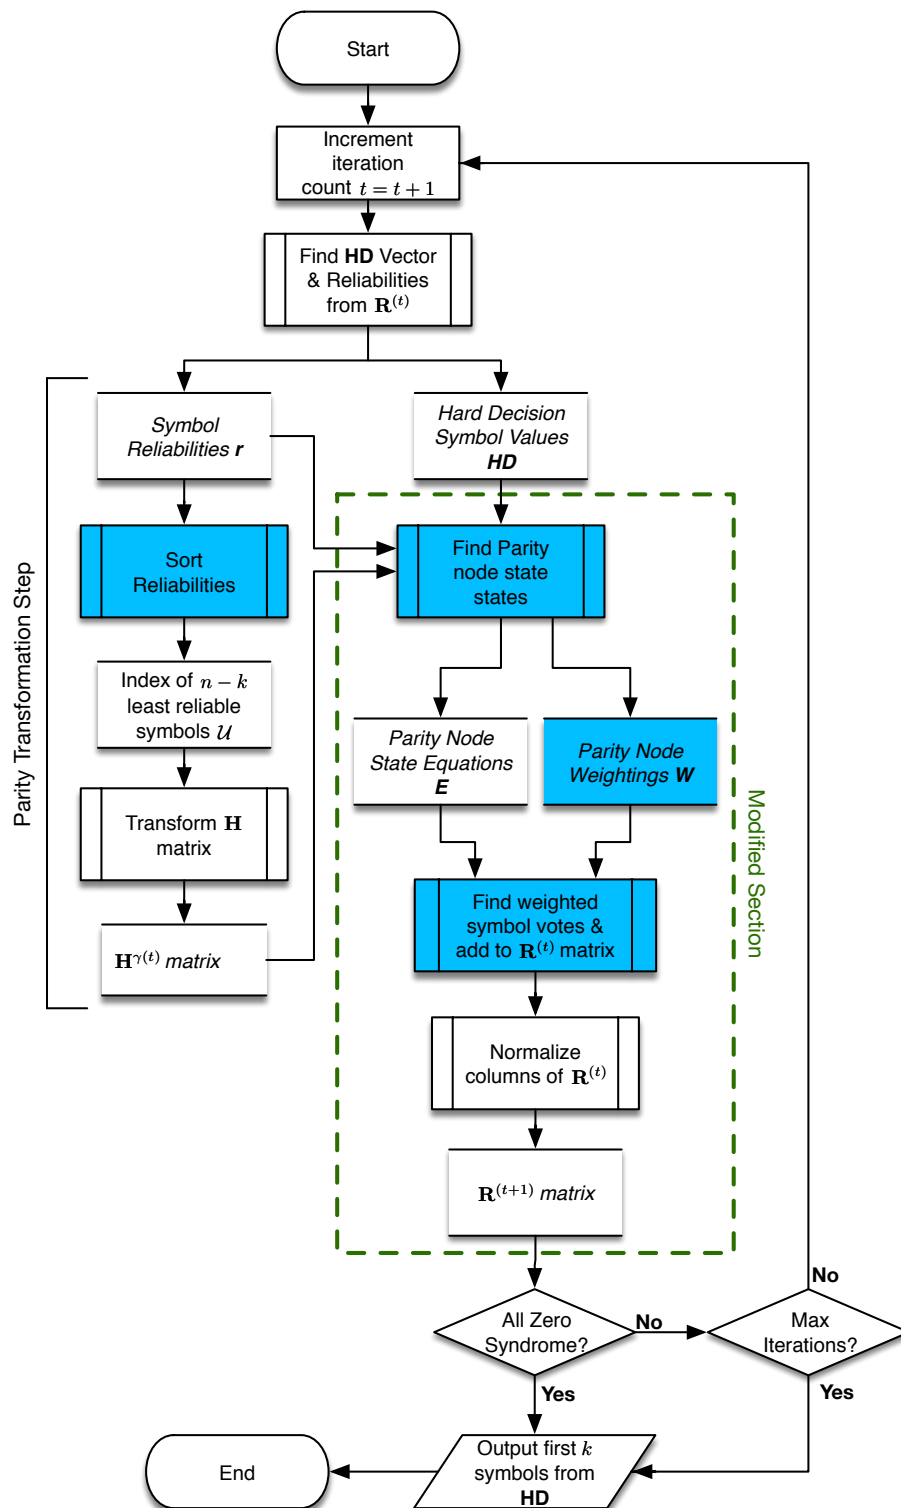 Start
Increment
iteration
count t = t + 1
Find HD Vector
& Reliabilities
from R^(t)
Parity Transformation Step
Symbol
Reliabilities r
Hard Decision
Symbol Values
HD
Sort
Reliabilities
Find Parity
node state
states
Index of n − k
least reliable
symbols 𝒰
Parity Node
State Equations
E
Parity Node
Weightings W
Modified Section
Transform H
matrix
Find weighted
symbol votes &
add to R^(t) matrix
H^γ(t) matrix
Normalize
columns of R^(t)
R^(t+1) matrix
All Zero
Syndrome?
No
Max
Iterations?
No
Yes
Yes
Output first k
symbols from
HD
End